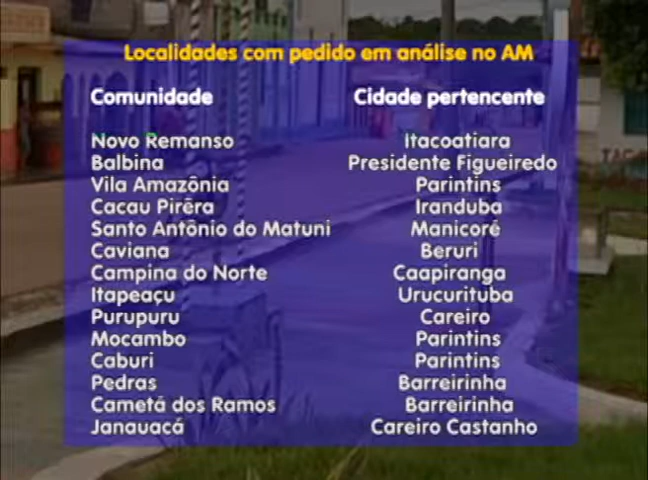 Localidades com pedido em análise no AM
Comunidade Cidade pertencente
Novo Remanso Itacoatiara
Balbina Presidente Figueiredo
Vila Amazônia Parintins
Cacau Pirêra Iranduba
Santo Antônio do Matuni Manicoré
Caviana Beruri
Campina do Norte Caapiranga
Itapeaçu Urucurituba
Purupuru Careiro
Mocambo Parintins
Caburi Parintins
Pedras Barreirinha
Cametá dos Ramos Barreirinha
Janauacá Careiro Castanho